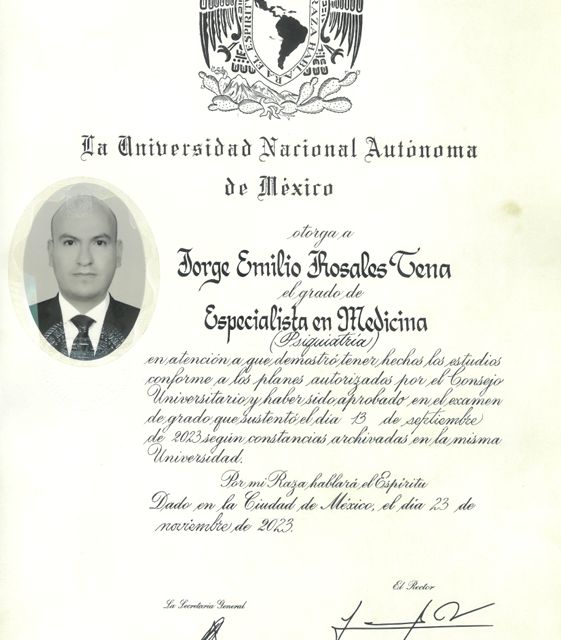 EL ESPIRITU
RAZA HABLARA
La Universidad Nacional Autónoma
de México
otorga a
Jorge Emilio Rosales Tena
el grado de
Especialista en Medicina
(Psiquiatría)
en atención a que demostró tener hechos los estudios
conforme a los planes autorizados por el Consejo
Universitario y haber sido aprobado en el examen
de grado que sustentó el día 13 de septiembre
de 2023 según constancias archivadas en la misma
Universidad.
Por mi Raza hablará el Espíritu
Dado en la Ciudad de México, el día 23 de
noviembre de 2023.
El Rector
La Secretaria General